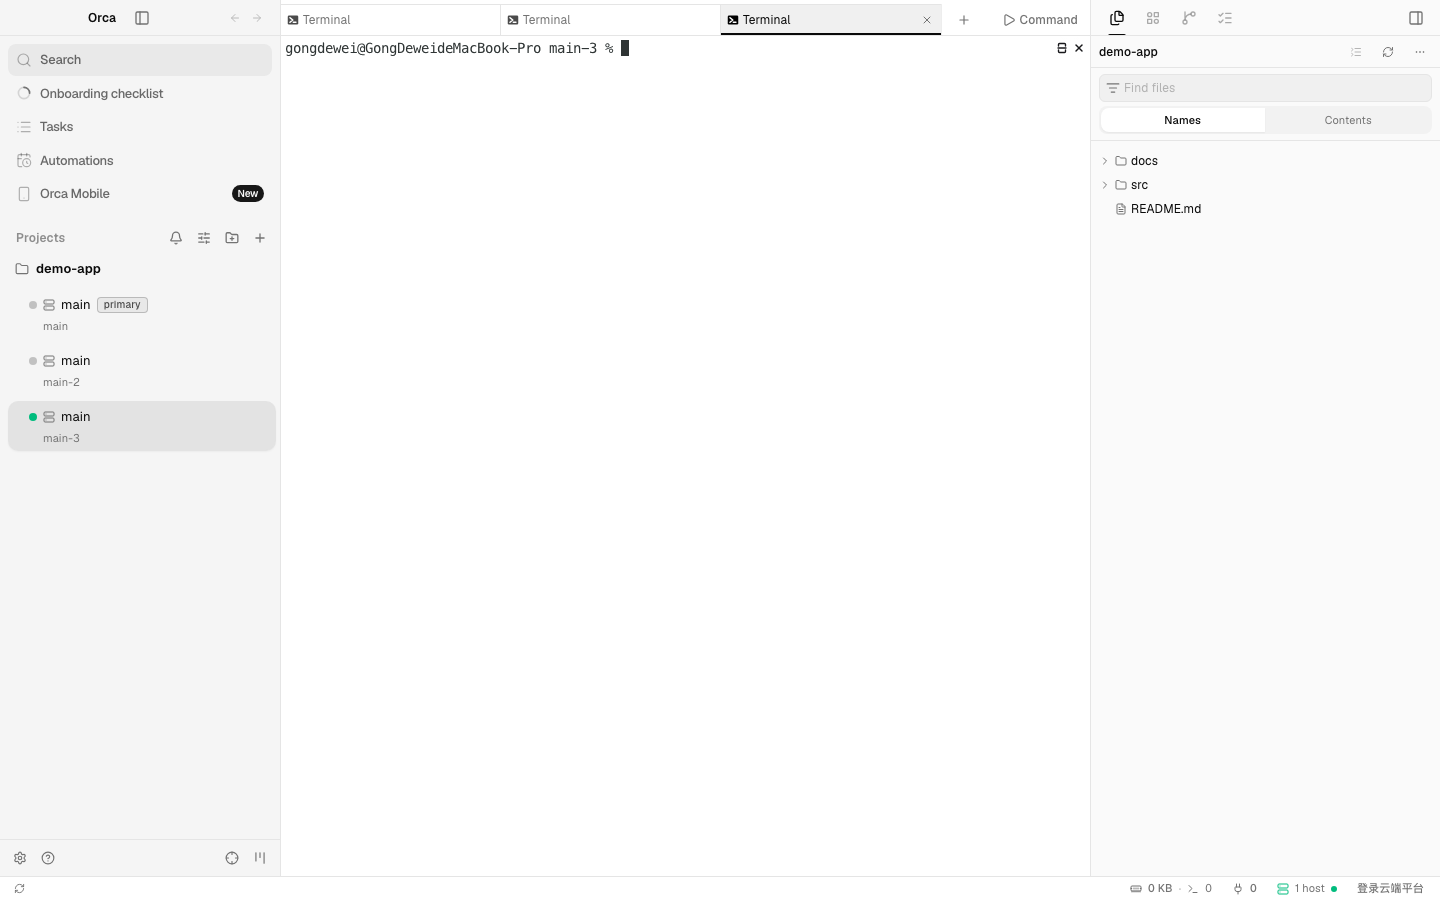 Orca
Search
Onboarding checklist
Tasks
Automations
Orca Mobile
New
Projects
demo-app
main primary
main
main
main-2
main
main-3
Terminal
Terminal
Terminal
Command
gongdewei@GongDeweideMacBook-Pro main-3 %
demo-app
Find files
Names
Contents
docs
src
README.md
0 KB · 0
0
1 host
登录云端平台